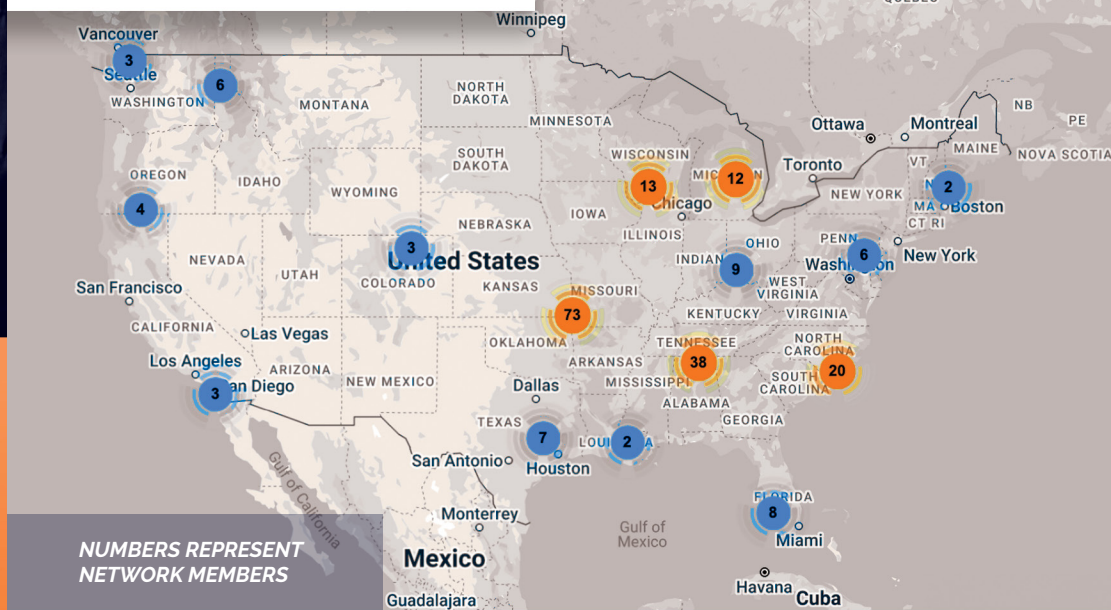 QUEBEC
Winnipeg
Vancouver
3
Seattle
WASHINGTON
6
MONTANA
NORTH
DAKOTA
MINNESOTA
Ottawa
Montreal
NB
PE
MAINE
NOVA SCOTIA
VT
OREGON
IDAHO
WYOMING
SOUTH
DAKOTA
WISCONSIN
13
12
Chicago
Toronto
NEW YORK
2
MA
Boston
CT RI
4
3
NEBRASKA
IOWA
ILLINOIS
OHIO
PENN
6
New York
Washington
NEVADA
UTAH
COLORADO
United States
KANSAS
MISSOURI
INDIAN
9
WEST
VIRGINIA
San Francisco
CALIFORNIA
Las Vegas
73
KENTUCKY
VIRGINIA
OKLAHOMA
TENNESSEE
38
NORTH
CAROLINA
20
Los Angeles
ARIZONA
NEW MEXICO
ARKANSAS
MISSISSIPPI
SOUTH
CAROLINA
3
San Diego
Dallas
ALABAMA
GEORGIA
TEXAS
7
LOUISIANA
2
San Antonio
Houston
Gulf of California
Monterrey
Gulf of
Mexico
FLORIDA
8
Miami
NUMBERS REPRESENT
NETWORK MEMBERS
Mexico
Havana
Cuba
Guadalajara